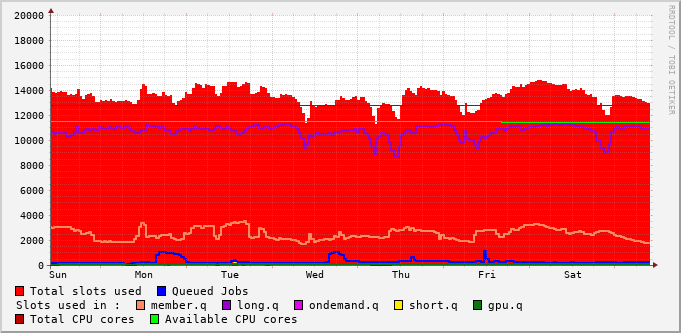 20000
18000
16000
14000
12000
10000
8000
6000
4000
2000
0
Sun Mon Tue Wed Thu Fri Sat
Total slots used Queued Jobs
Slots used in : member.q long.q ondemand.q short.q gpu.q
Total CPU cores Available CPU cores
RRDTOOL / TOBI OETIKER